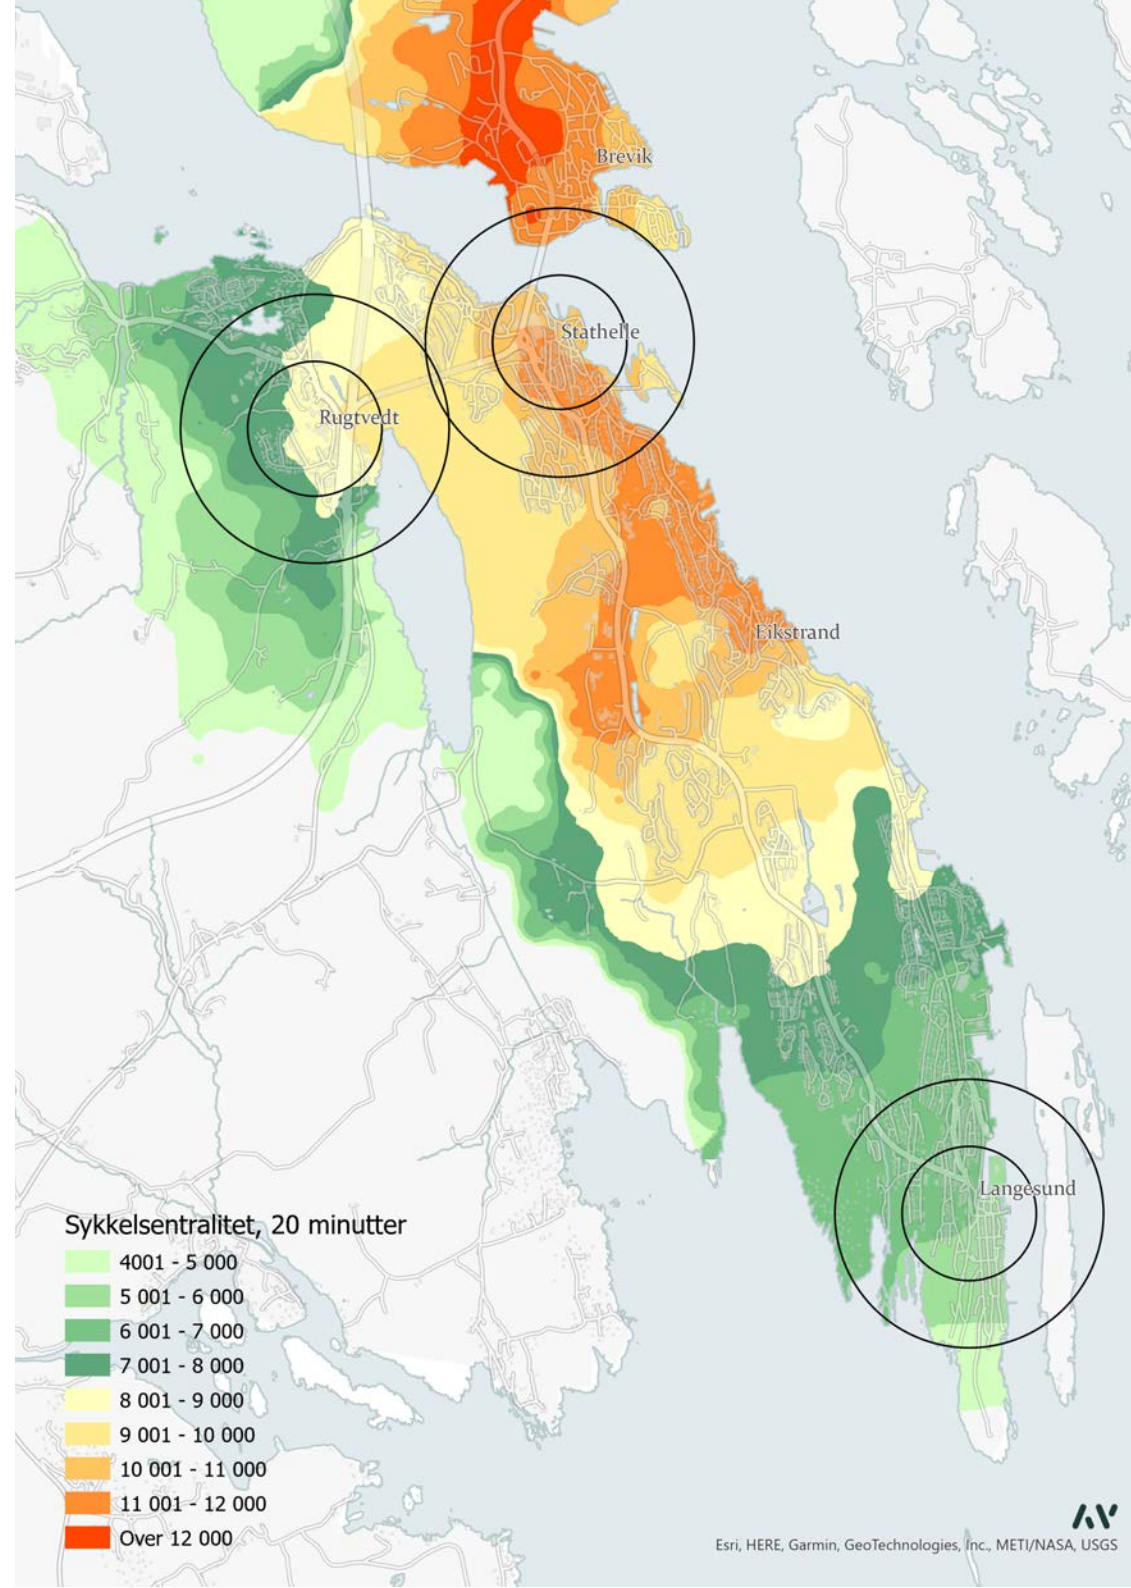 Brevik
Stathelle
Rugtvedt
Eikstrand
Langesund
Sykkelsentralitet, 20 minutter
4001 - 5 000
5 001 - 6 000
6 001 - 7 000
7 001 - 8 000
8 001 - 9 000
9 001 - 10 000
10 001 - 11 000
11 001 - 12 000
Over 12 000
Esri, HERE, Garmin, GeoTechnologies, Inc., METI/NASA, USGS